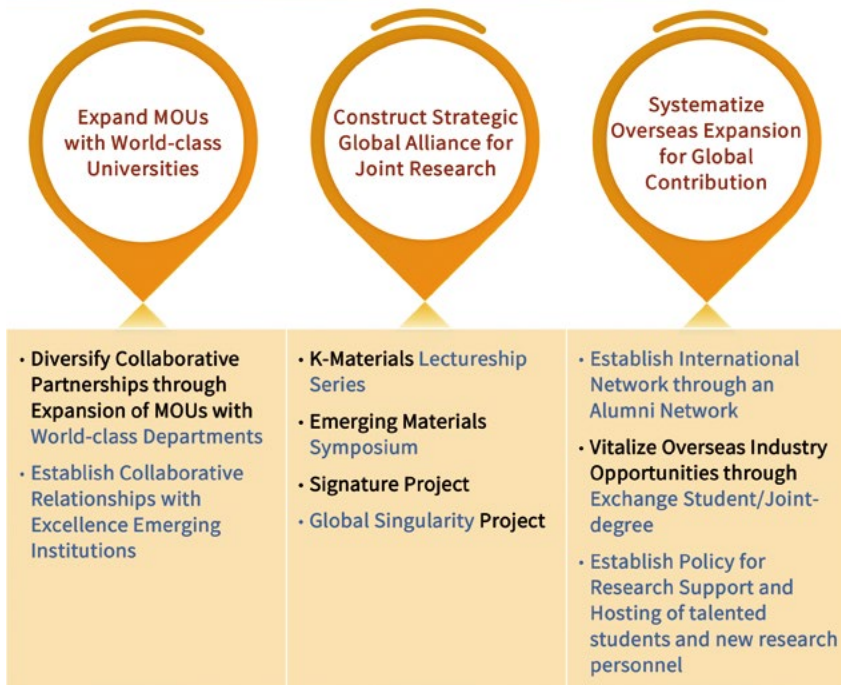 Expand MOUs
with World-class
Universities
Construct Strategic
Global Alliance for
Joint Research
Systematize
Overseas Expansion
for Global
Contribution
• Diversify Collaborative
Partnerships through
Expansion of MOUs with
World-class Departments
• Establish Collaborative
Relationships with
Excellence Emerging
Institutions
• K-Materials Lectureship
Series
• Emerging Materials
Symposium
• Signature Project
• Global Singularity Project
• Establish International
Network through an
Alumni Network
• Vitalize Overseas Industry
Opportunities through
Exchange Student/Joint-
degree
• Establish Policy for
Research Support and
Hosting of talented
students and new research
personnel